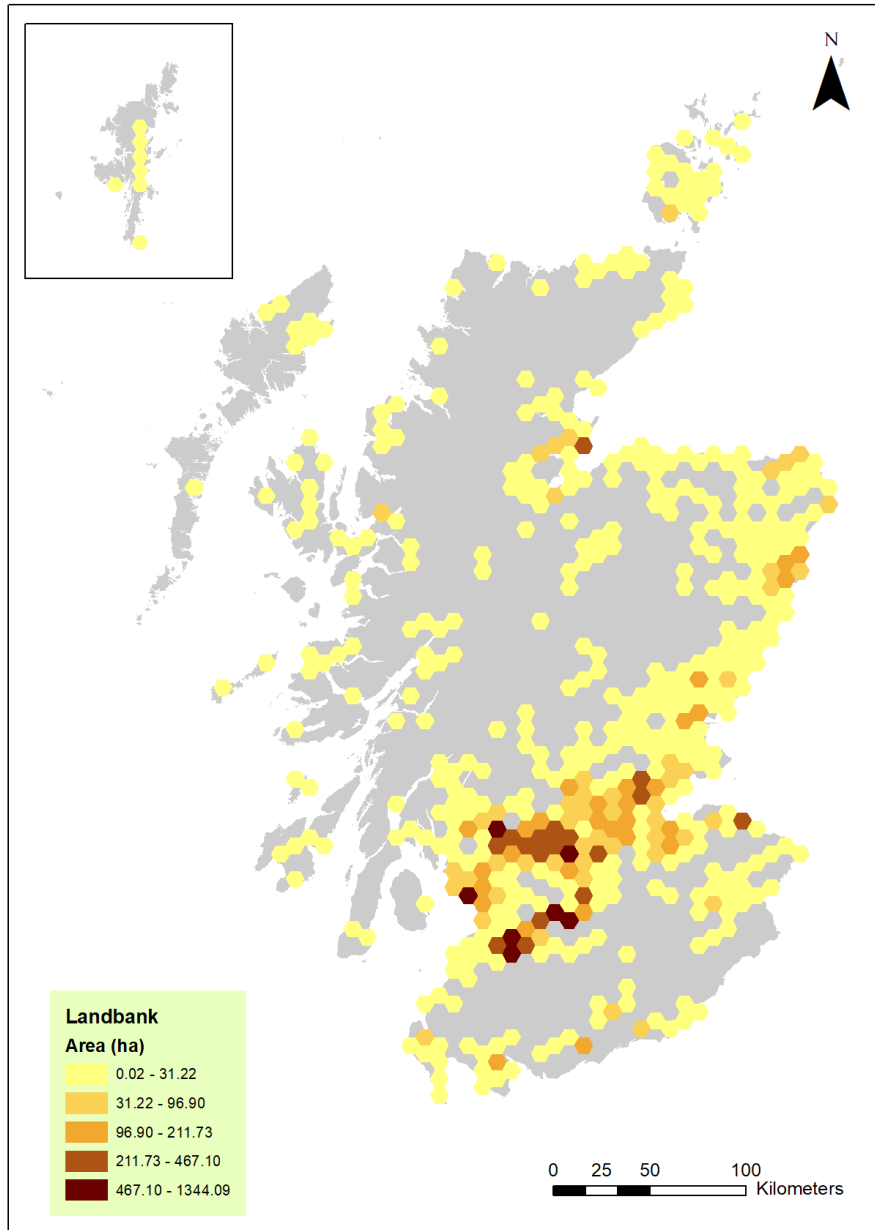 N
Landbank
Area (ha)
0.02 - 31.22
31.22 - 96.90
96.90 - 211.73
211.73 - 467.10
467.10 - 1344.09
0 25 50 100
Kilometers